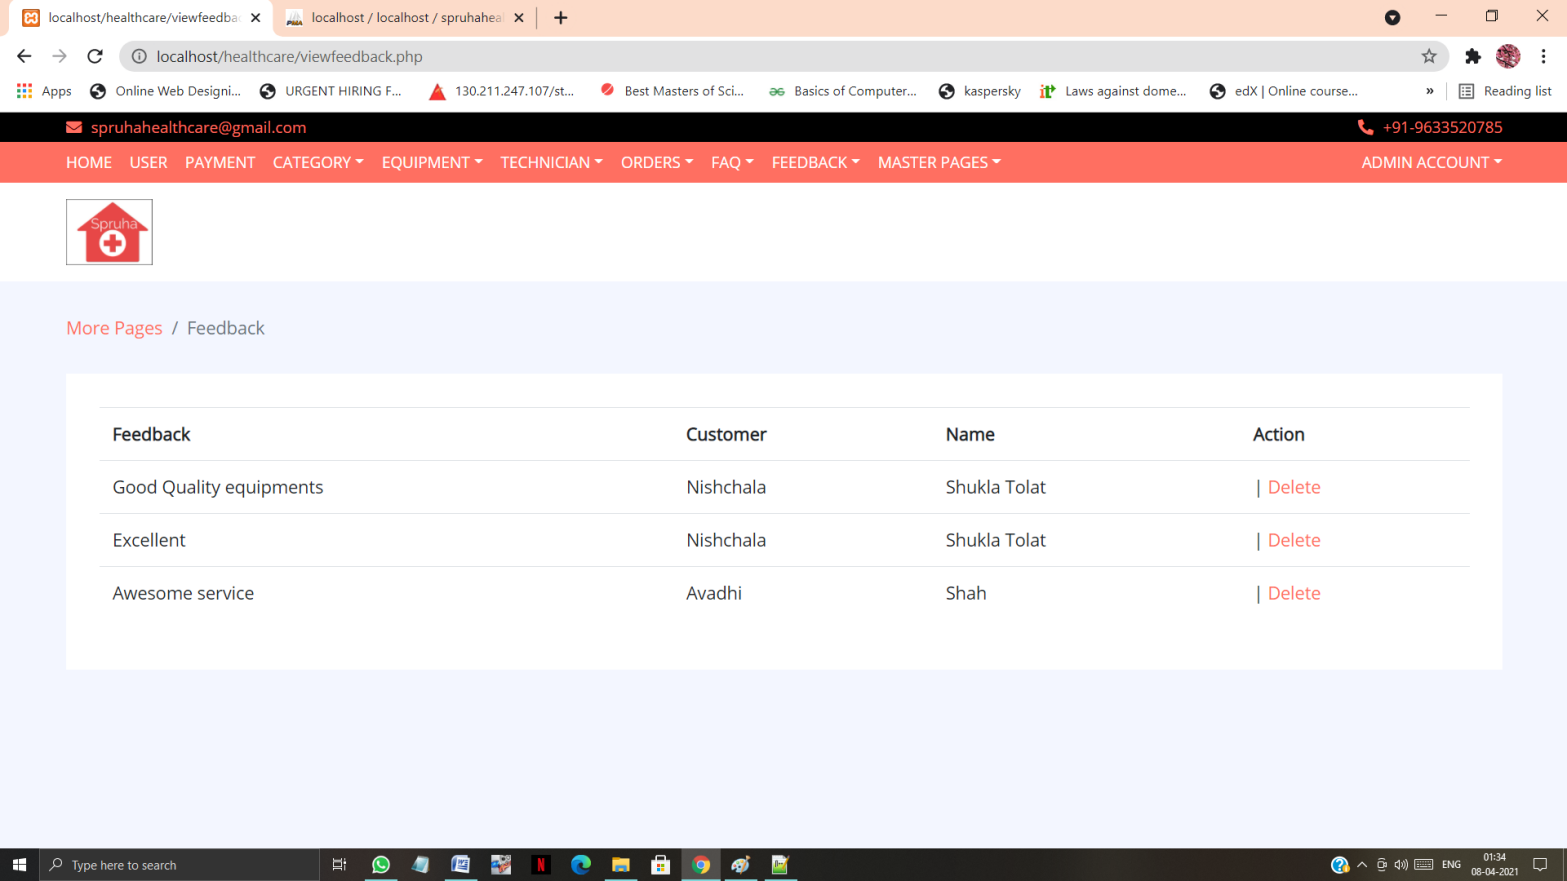 localhost/healthcare/viewfeedba
localhost / localhost / spruhaheal
localhost/healthcare/viewfeedback.php
Apps Online Web Designi... URGENT HIRING F... 130.211.247.107/st... Best Masters of Sci... Basics of Computer... kaspersky Laws against dome... edX | Online course... » Reading list
spruhahealthcare@gmail.com +91-9633520785
HOME USER PAYMENT CATEGORY EQUIPMENT TECHNICIAN ORDERS FAQ FEEDBACK MASTER PAGES ADMIN ACCOUNT
Spruha
More Pages / Feedback
Feedback Customer Name Action
Good Quality equipments Nishchala Shukla Tolat | Delete
Excellent Nishchala Shukla Tolat | Delete
Awesome service Avadhi Shah | Delete
Type here to search
ENG
01:34
08-04-2021